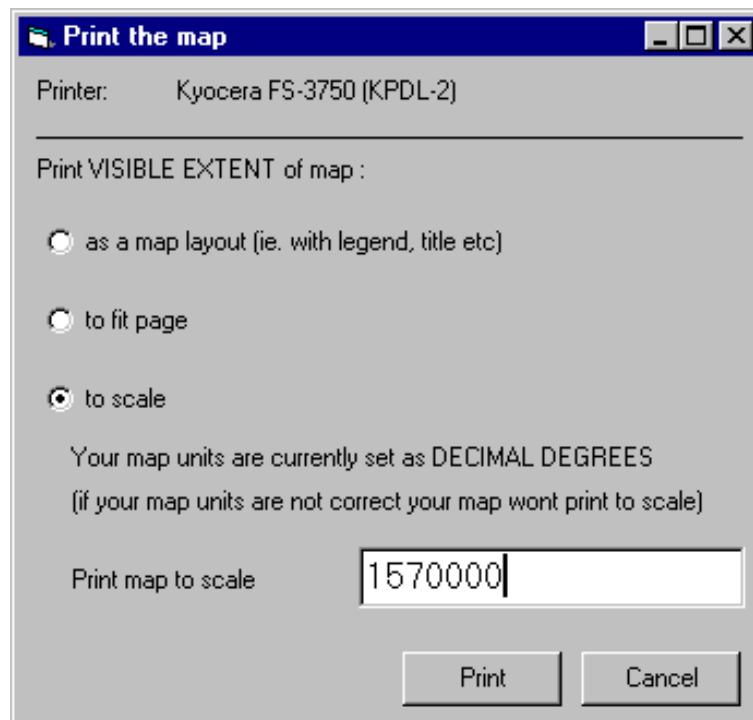 Print the map
Printer: Kyocera FS-3750 (KPDL-2)
Print VISIBLE EXTENT of map :
as a map layout (ie. with legend, title etc)
to fit page
to scale
Your map units are currently set as DECIMAL DEGREES
(if your map units are not correct your map wont print to scale)
Print map to scale 1570000
Print Cancel